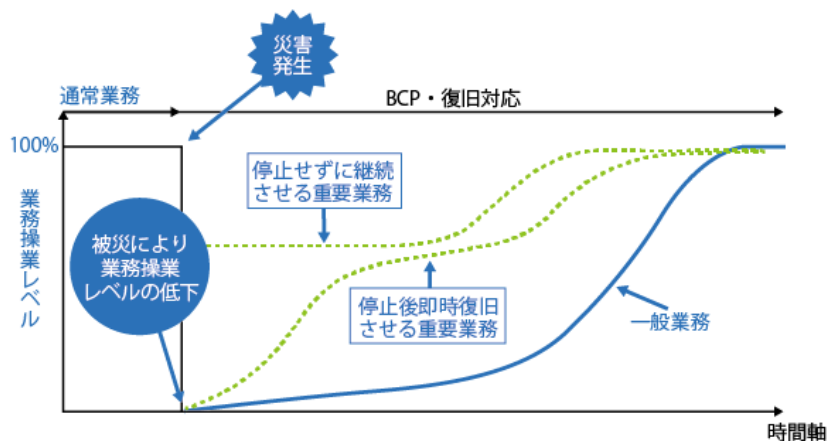 災害
発生
通常業務
BCP・復旧対応
100%
停止せずに継続
させる重要業務
業務操業レベル
被災により
業務操業
レベルの低下
停止後即時復旧
させる重要業務
一般業務
時間軸